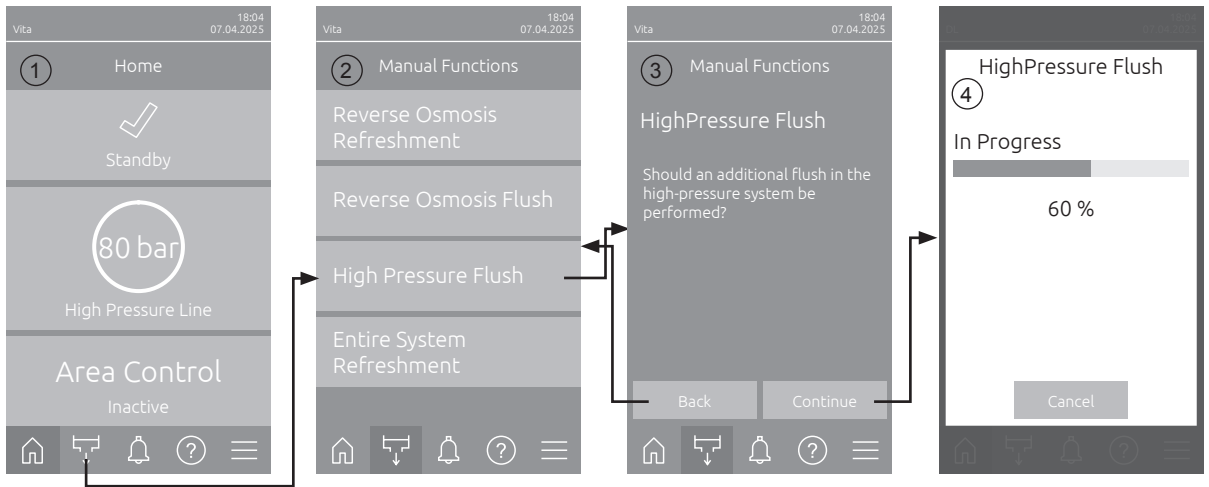 18:04
Vita 07.04.2025
1 Home
Standby
80 bar
High Pressure Line
Area Control
Inactive
?
18:04
Vita 07.04.2025
2 Manual Functions
Reverse Osmosis
Refreshment
Reverse Osmosis Flush
High Pressure Flush
Entire System
Refreshment
?
18:04
Vita 07.04.2025
3 Manual Functions
HighPressure Flush
Should an additional flush in the
high-pressure system be
performed?
Back Continue
?
HighPressure Flush
4
In Progress
60 %
Cancel
?